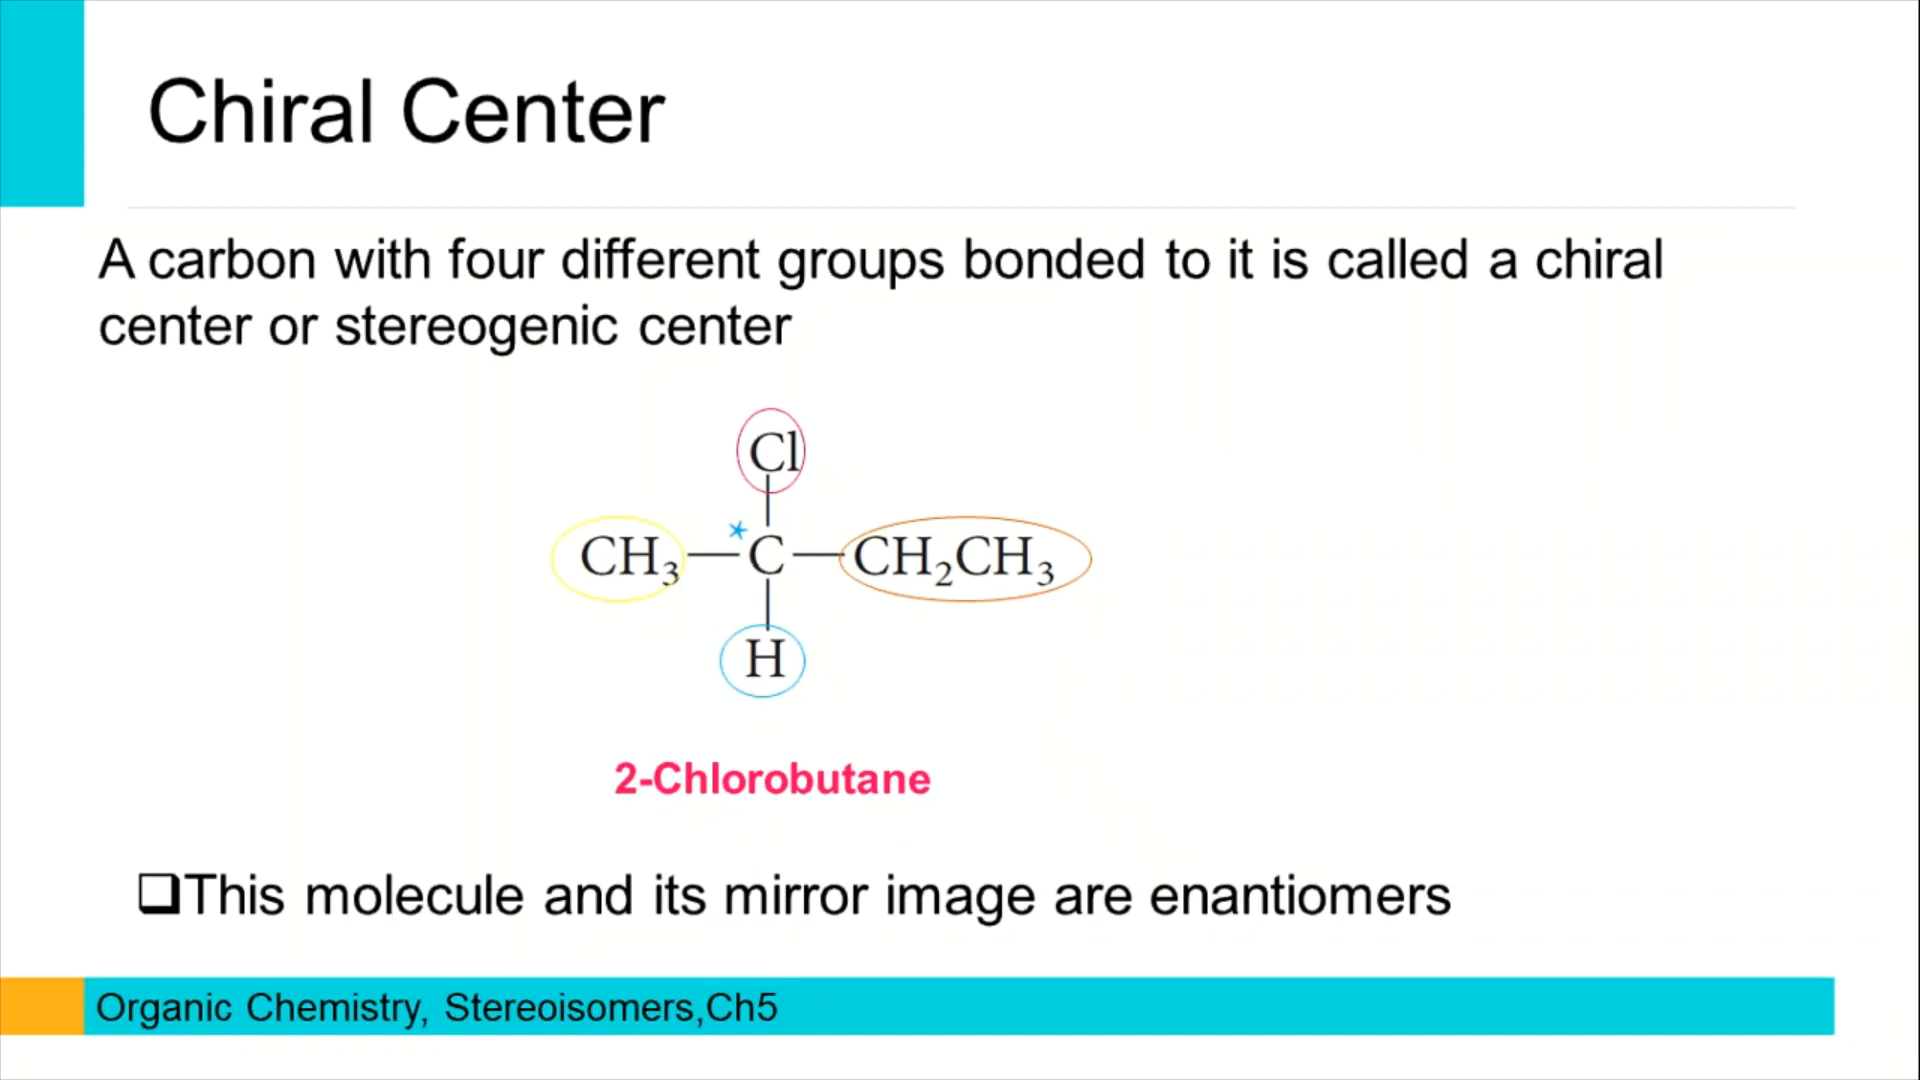 Chiral Center
A carbon with four different groups bonded to it is called a chiral
center or stereogenic center
Cl
*
CH₃—C—CH₂CH₃
H
2-Chlorobutane
❑This molecule and its mirror image are enantiomers
Organic Chemistry, Stereoisomers,Ch5